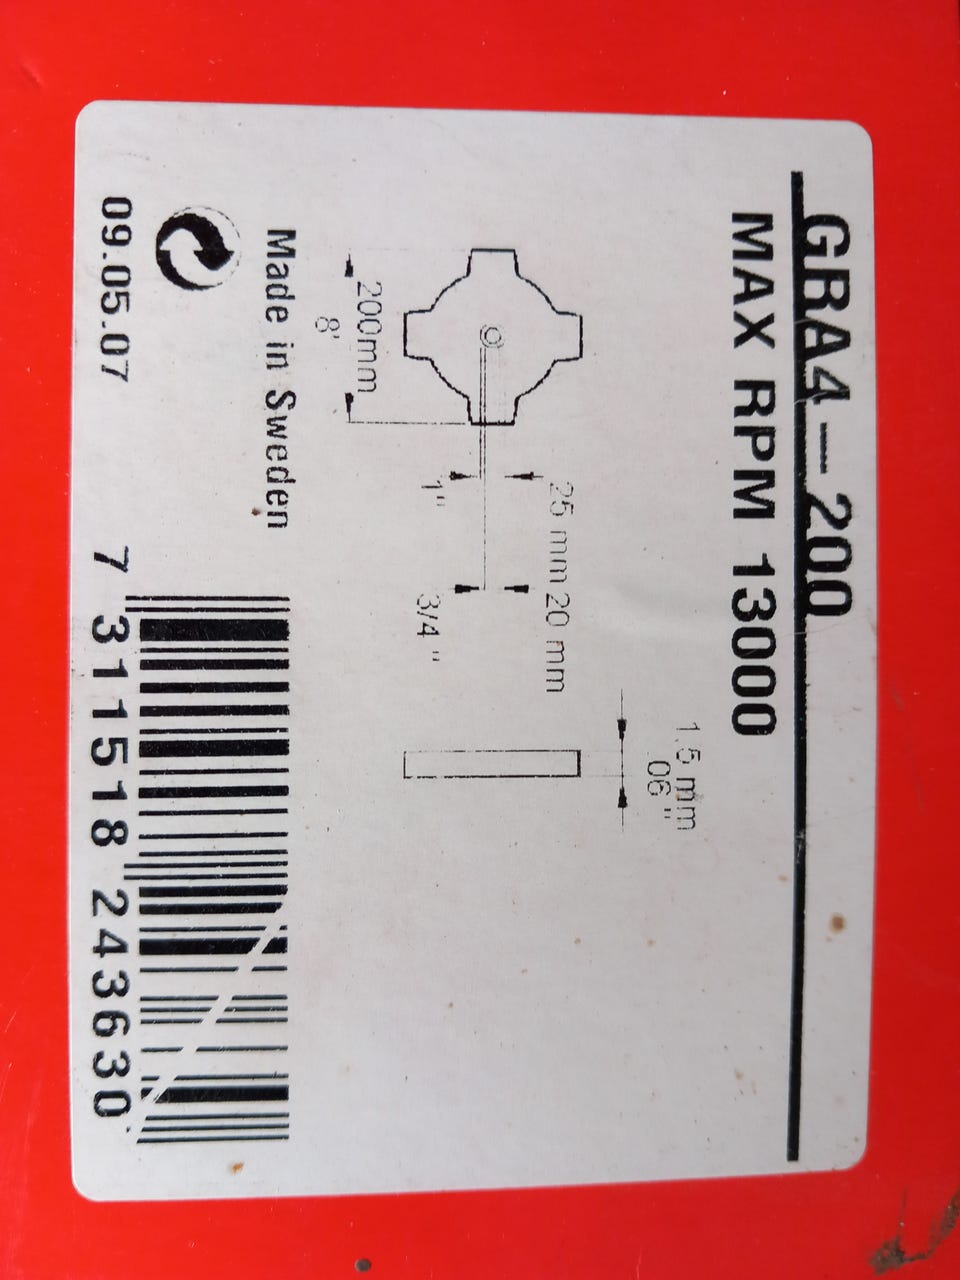 GRA4-200
MAX RPM 13000
1,5 mm
.06"
25 mm 20 mm
1" 3/4"
200mm
8'
Made in Sweden
09.05.07
7 311518 243630